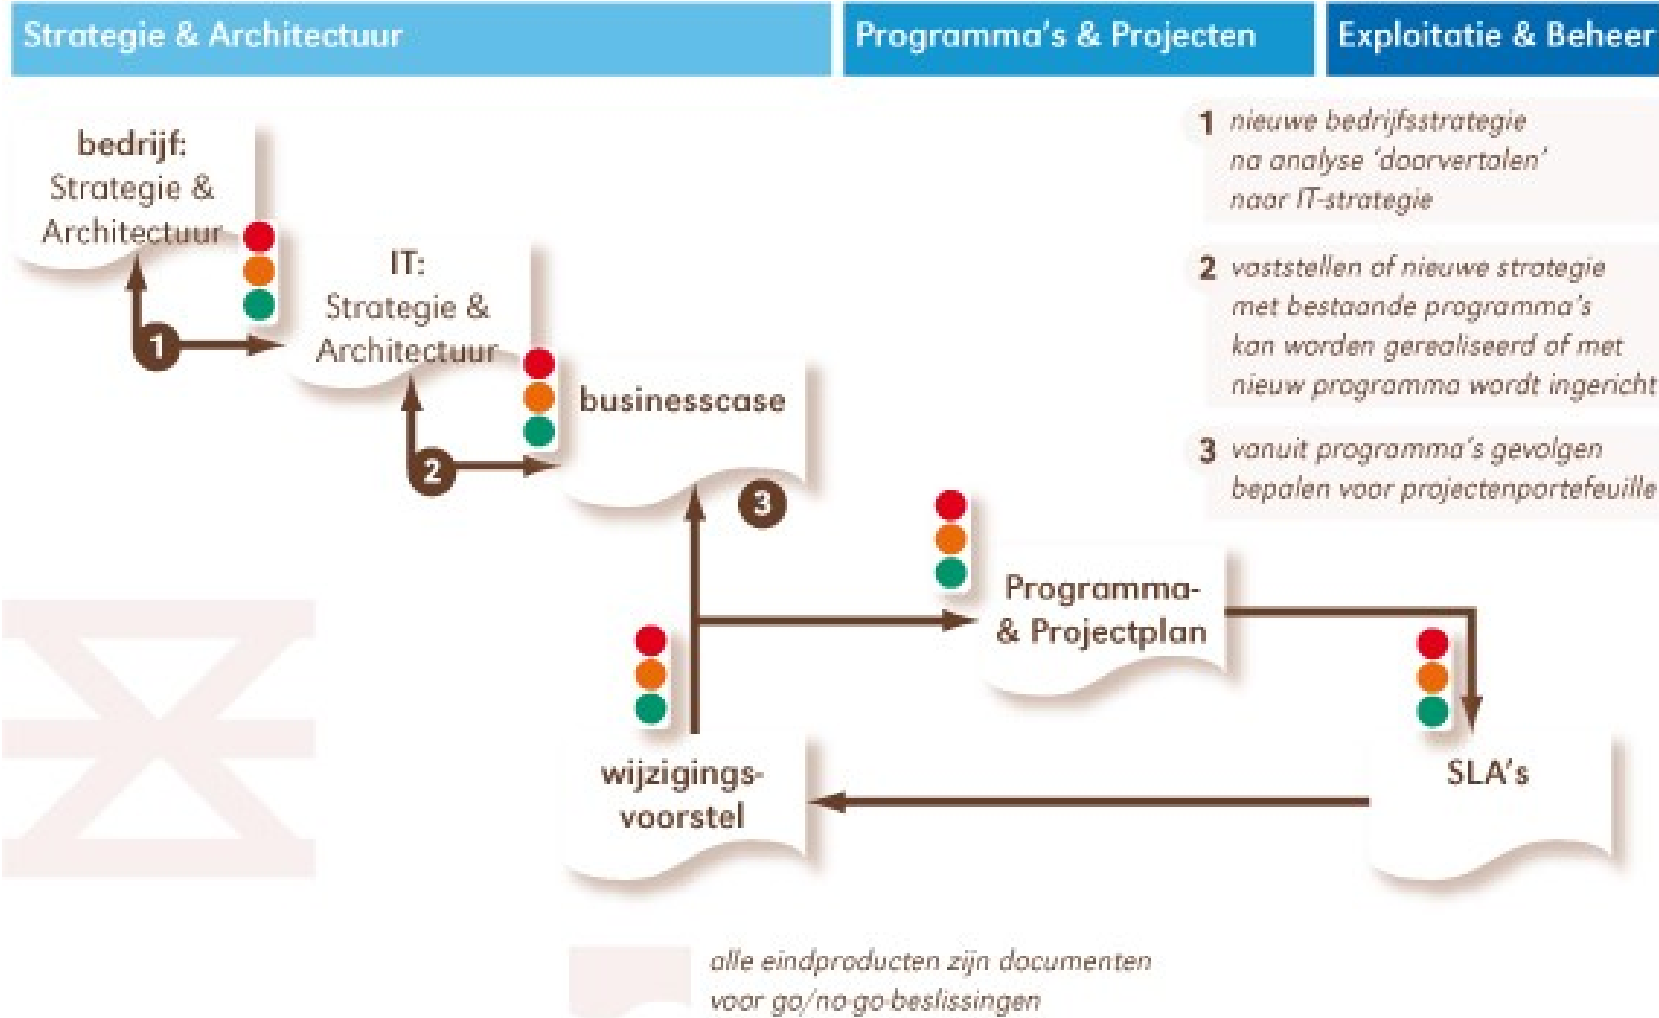 Strategie & Architectuur
Programma's & Projecten
Exploitatie & Beheer
bedrijf:
Strategie &
Architectuur
1
IT:
Strategie &
Architectuur
2
businesscase
3
1 nieuwe bedrijfsstrategie
na analyse 'doorvertalen'
naar IT-strategie
2 vaststellen of nieuwe strategie
met bestaande programma's
kan worden gerealiseerd of met
nieuw programma wordt ingericht
3 vanuit programma's gevolgen
bepalen voor projectenportefeuille
Programma-
& Projectplan
wijzigings-
voorstel
SLA's
alle eindproducten zijn documenten
voor go/no-go-beslissingen